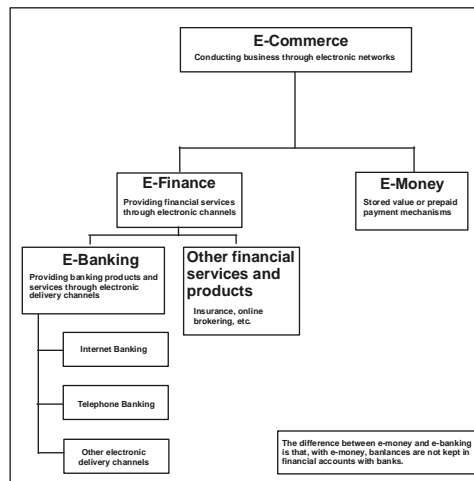 E-Commerce
Conducting business through electronic networks
E-Finance
Providing financial services
through electronic channels
E-Money
Stored value or prepaid
payment mechanisms
E-Banking
Providing banking products and
services through electronic
delivery channels
Other financial
services and
products
Insurance, online
brokering, etc.
Internet Banking
Telephone Banking
Other electronic
delivery channels
The difference between e-money and e-banking
is that, with e-money, banlances are not kept in
financial accounts with banks.